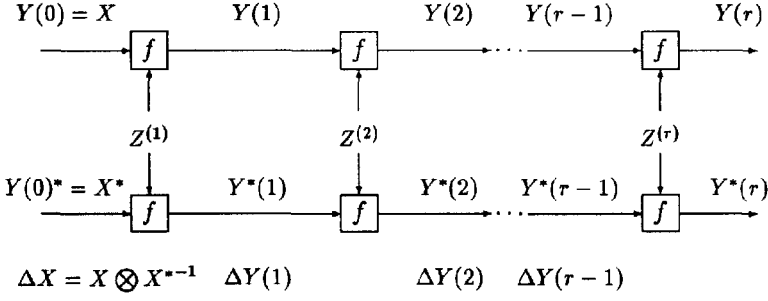 Y(0) = X Y(1) Y(2) Y(r − 1) Y(r)
f f ··· f
Z^(1) Z^(2) Z^(r)
Y(0)* = X* Y*(1) Y*(2) Y*(r − 1) Y*(r)
f f ··· f
ΔX = X ⊗ X*⁻¹ ΔY(1) ΔY(2) ΔY(r − 1)